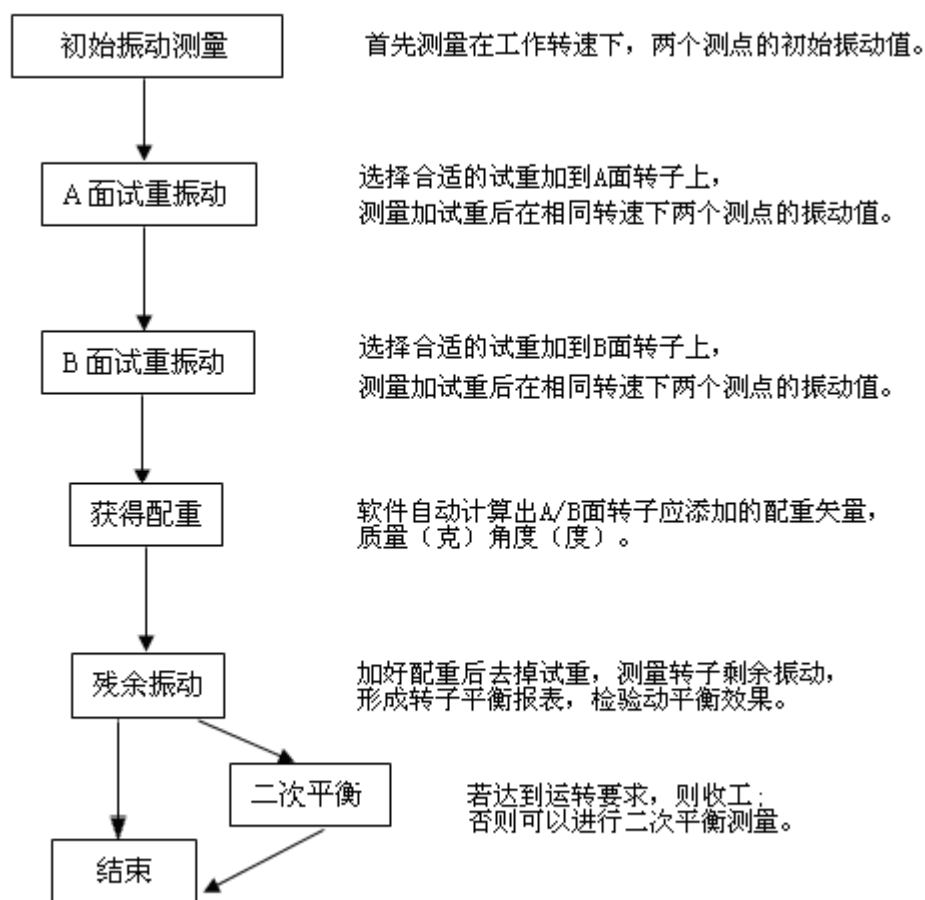 初始振动测量
首先测量在工作转速下，两个测点的初始振动值。
A 面试重振动
选择合适的试重加到A面转子上，
测量加试重后在相同转速下两个测点的振动值。
B 面试重振动
选择合适的试重加到B面转子上，
测量加试重后在相同转速下两个测点的振动值。
获得配重
软件自动计算出A/B面转子应添加的配重矢量，
质量（克）角度（度）。
残余振动
加好配重后去掉试重，测量转子剩余振动，
形成转子平衡报表，检验动平衡效果。
二次平衡
若达到运转要求，则收工；
否则可以进行二次平衡测量。
结束